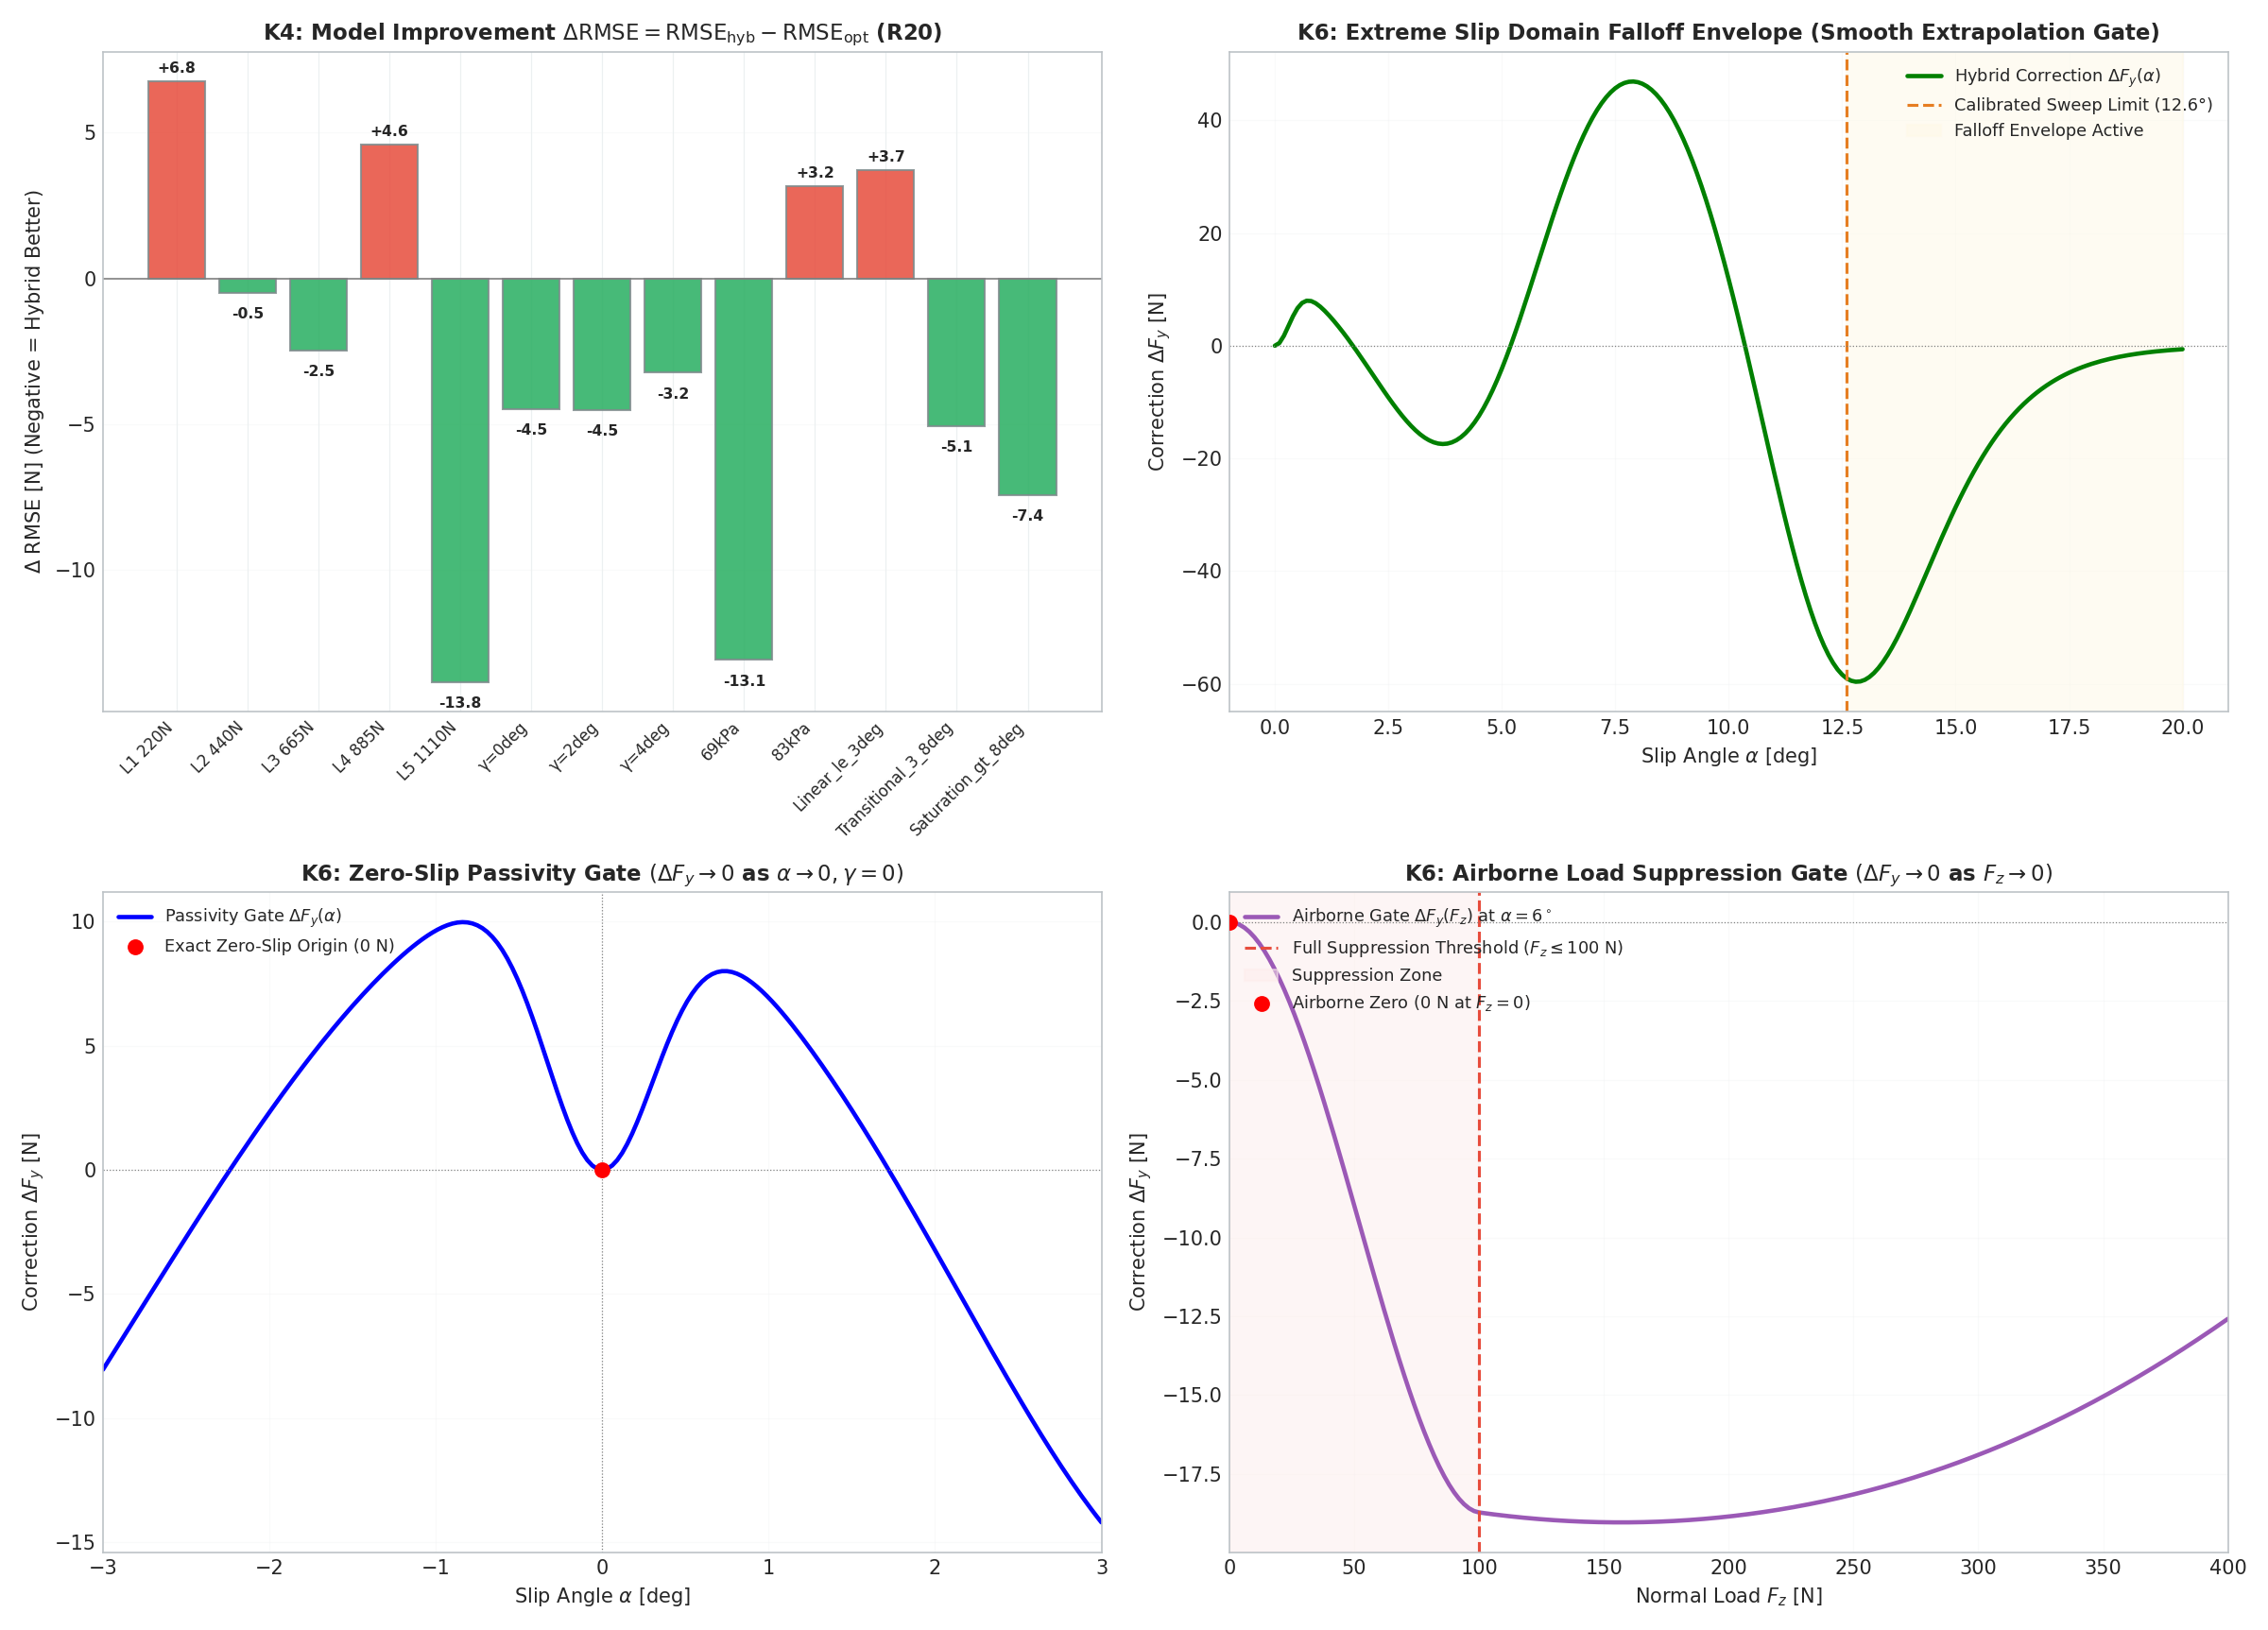 K4: Model Improvement ΔRMSE = RMSE_hyb − RMSE_opt (R20)
Δ RMSE [N] (Negative = Hybrid Better)
5
0
−5
−10
+6.8
-0.5
-2.5
+4.6
-13.8
-4.5
-4.5
-3.2
-13.1
+3.2
+3.7
-5.1
-7.4
L1 220N
L2 440N
L3 665N
L4 885N
L5 1110N
γ=0deg
γ=2deg
γ=4deg
69kPa
83kPa
Linear_le_3deg
Transitional_3_8deg
Saturation_gt_8deg
K6: Extreme Slip Domain Falloff Envelope (Smooth Extrapolation Gate)
Hybrid Correction ΔF_y(α)
Calibrated Sweep Limit (12.6°)
Falloff Envelope Active
Correction ΔF_y [N]
40
20
0
−20
−40
−60
0.0 2.5 5.0 7.5 10.0 12.5 15.0 17.5 20.0
Slip Angle α [deg]
K6: Zero-Slip Passivity Gate (ΔF_y → 0 as α → 0, γ = 0)
Passivity Gate ΔF_y(α)
Exact Zero-Slip Origin (0 N)
Correction ΔF_y [N]
10
5
0
−5
−10
−15
−3 −2 −1 0 1 2 3
Slip Angle α [deg]
K6: Airborne Load Suppression Gate (ΔF_y → 0 as F_z → 0)
Airborne Gate ΔF_y(F_z) at α = 6°
Full Suppression Threshold (F_z ≤ 100 N)
Suppression Zone
Airborne Zero (0 N at F_z = 0)
Correction ΔF_y [N]
0.0
−2.5
−5.0
−7.5
−10.0
−12.5
−15.0
−17.5
0 50 100 150 200 250 300 350 400
Normal Load F_z [N]